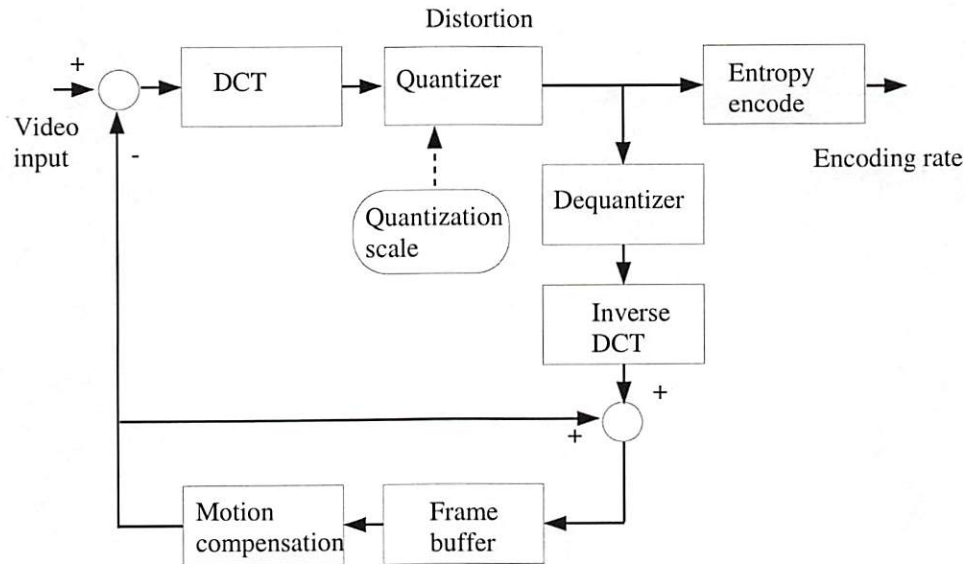 Distortion
+
DCT
Quantizer
Entropy
encode
Video
input
-
Encoding rate
Quantization
scale
Dequantizer
Inverse
DCT
+
+
Motion
compensation
Frame
buffer